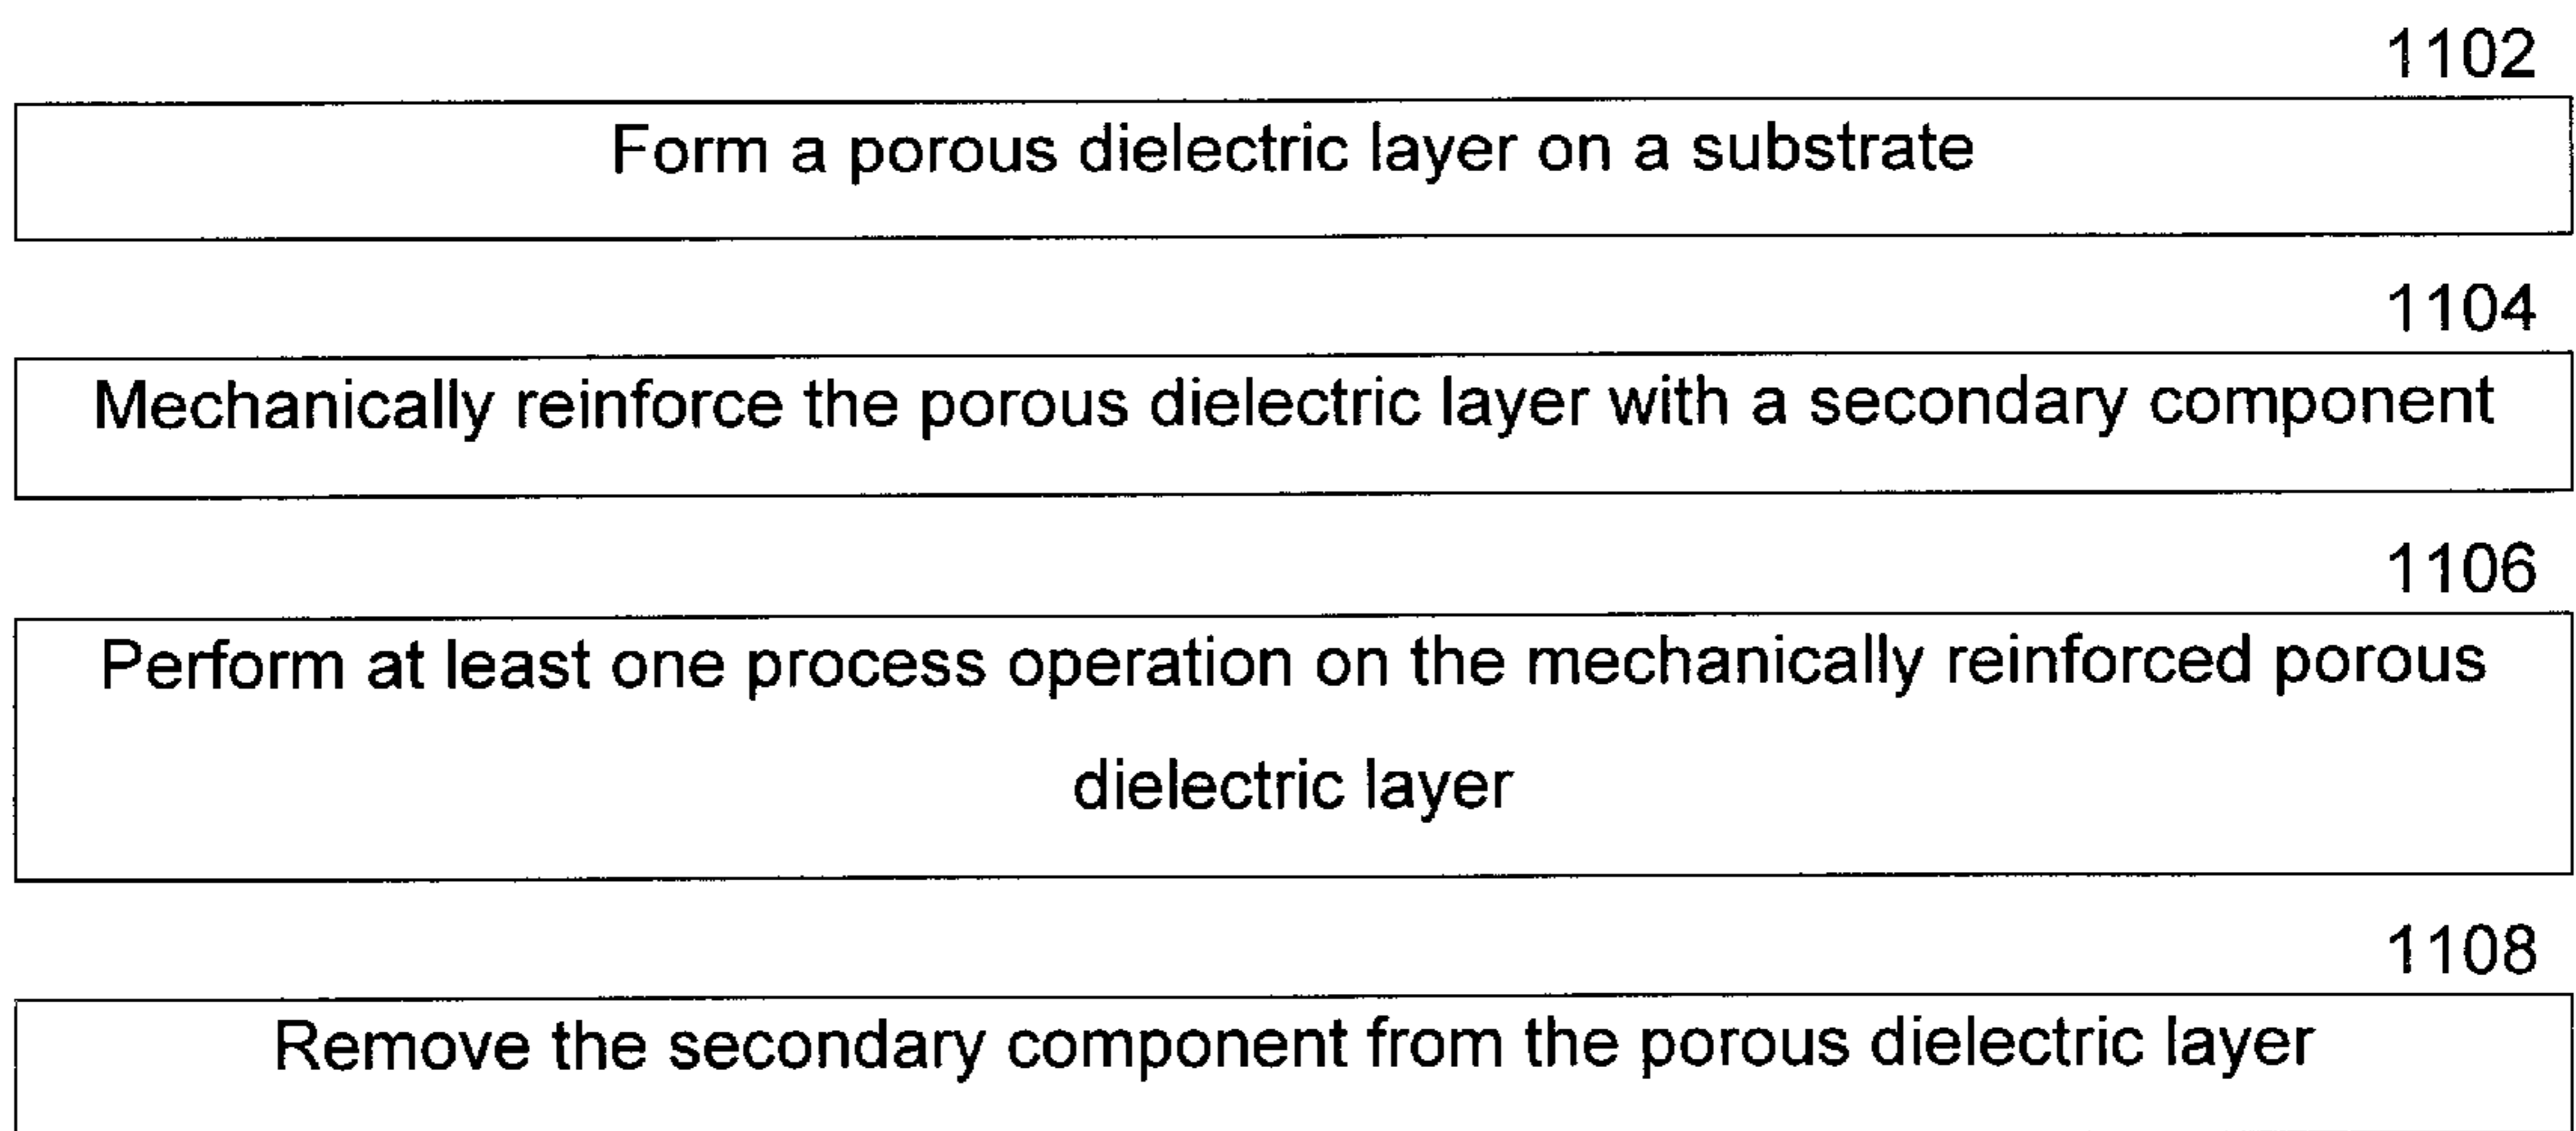 1102
Form a porous dielectric layer on a substrate
1104
Mechanically reinforce the porous dielectric layer with a secondary component
1106
Perform at least one process operation on the mechanically reinforced porous
dielectric layer
1108
Remove the secondary component from the porous dielectric layer